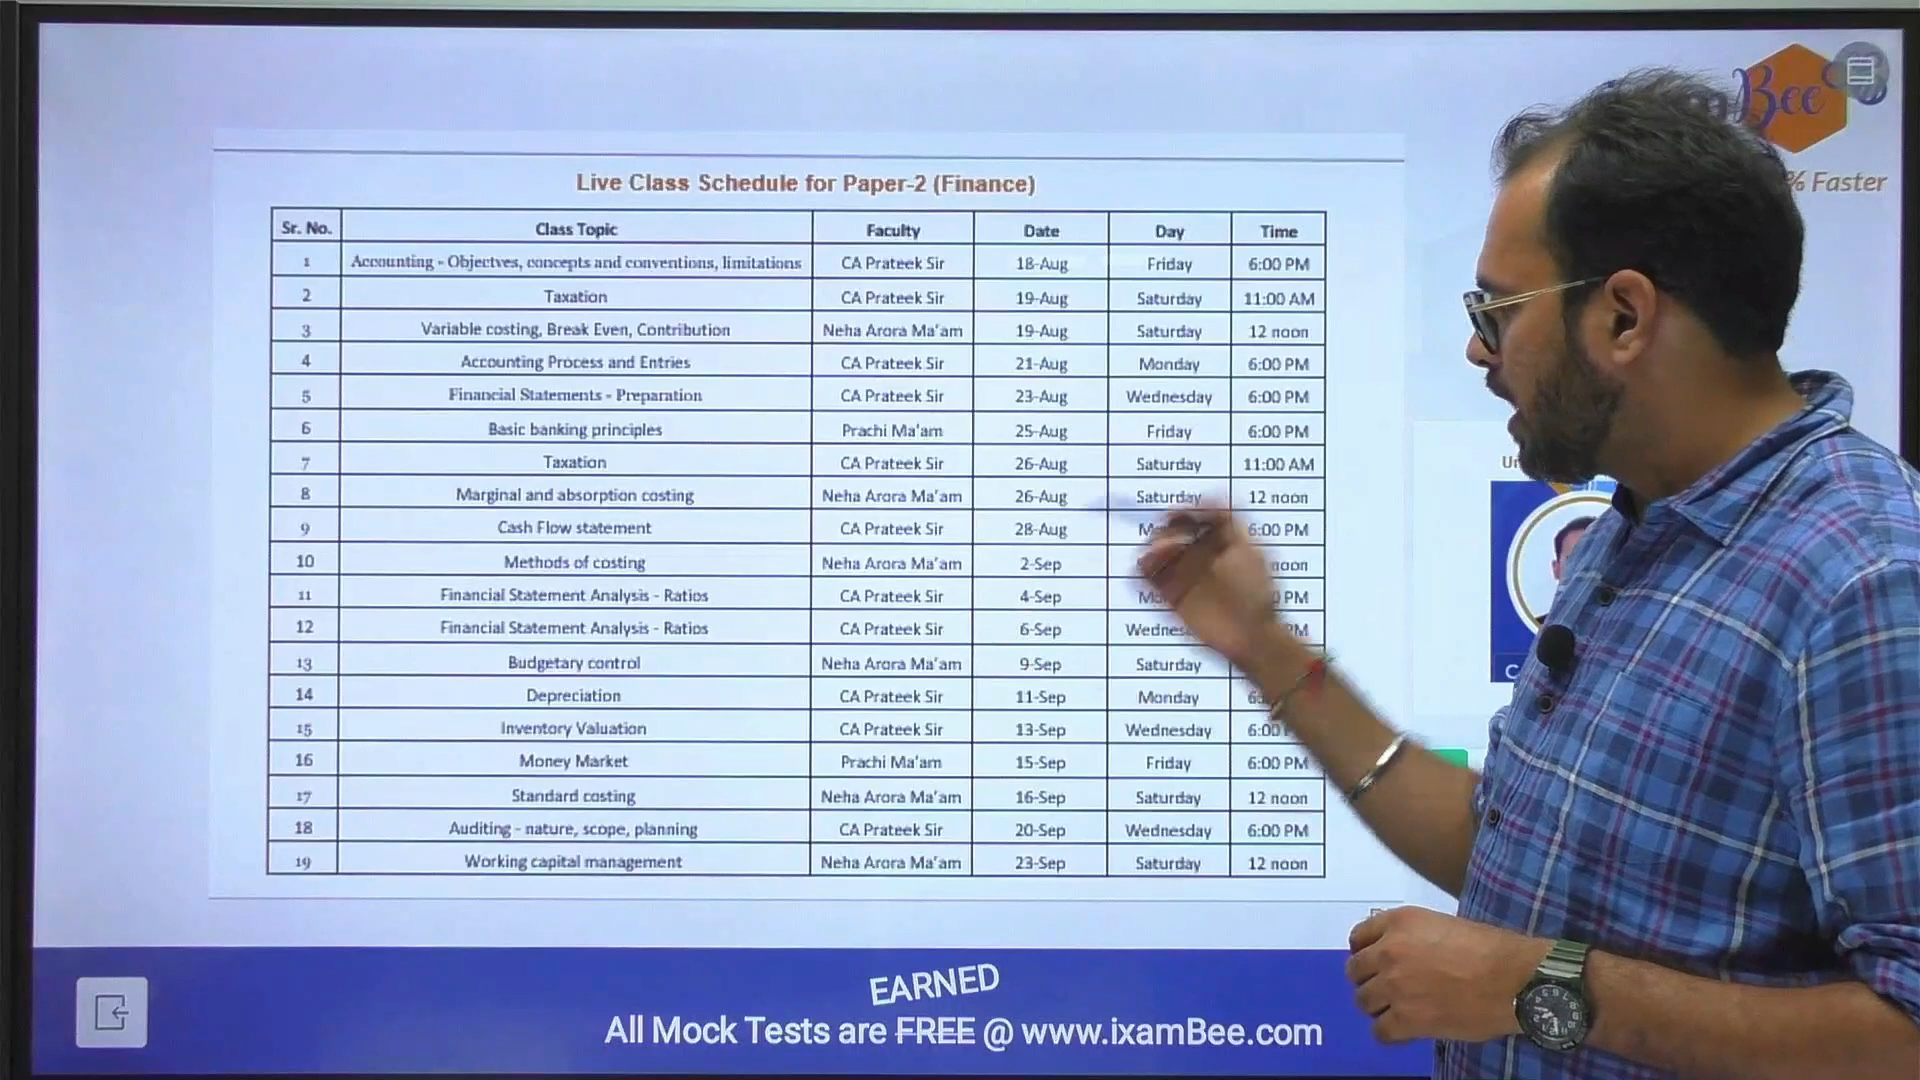 Bee
% Faster
Live Class Schedule for Paper-2 (Finance)
Sr. No. Class Topic Faculty Date Day Time
1 Accounting - Objectves, concepts and conventions, limitations CA Prateek Sir 18-Aug Friday 6:00 PM
2 Taxation CA Prateek Sir 19-Aug Saturday 11:00 AM
3 Variable costing, Break Even, Contribution Neha Arora Ma'am 19-Aug Saturday 12 noon
4 Accounting Process and Entries CA Prateek Sir 21-Aug Monday 6:00 PM
5 Financial Statements - Preparation CA Prateek Sir 23-Aug Wednesday 6:00 PM
6 Basic banking principles Prachi Ma'am 25-Aug Friday 6:00 PM
7 Taxation CA Prateek Sir 26-Aug Saturday 11:00 AM
8 Marginal and absorption costing Neha Arora Ma'am 26-Aug Saturday 12 noon
9 Cash Flow statement CA Prateek Sir 28-Aug 6:00 PM
10 Methods of costing Neha Arora Ma'am 2-Sep noon
11 Financial Statement Analysis - Ratios CA Prateek Sir 4-Sep PM
12 Financial Statement Analysis - Ratios CA Prateek Sir 6-Sep PM
13 Budgetary control Neha Arora Ma'am 9-Sep Saturday
14 Depreciation CA Prateek Sir 11-Sep Monday
15 Inventory Valuation CA Prateek Sir 13-Sep Wednesday 6:00
16 Money Market Prachi Ma'am 15-Sep Friday 6:00 PM
17 Standard costing Neha Arora Ma'am 16-Sep Saturday 12 noon
18 Auditing - nature, scope, planning CA Prateek Sir 20-Sep Wednesday 6:00 PM
19 Working capital management Neha Arora Ma'am 23-Sep Saturday 12 noon
EARNED
All Mock Tests are FREE @ www.ixamBee.com